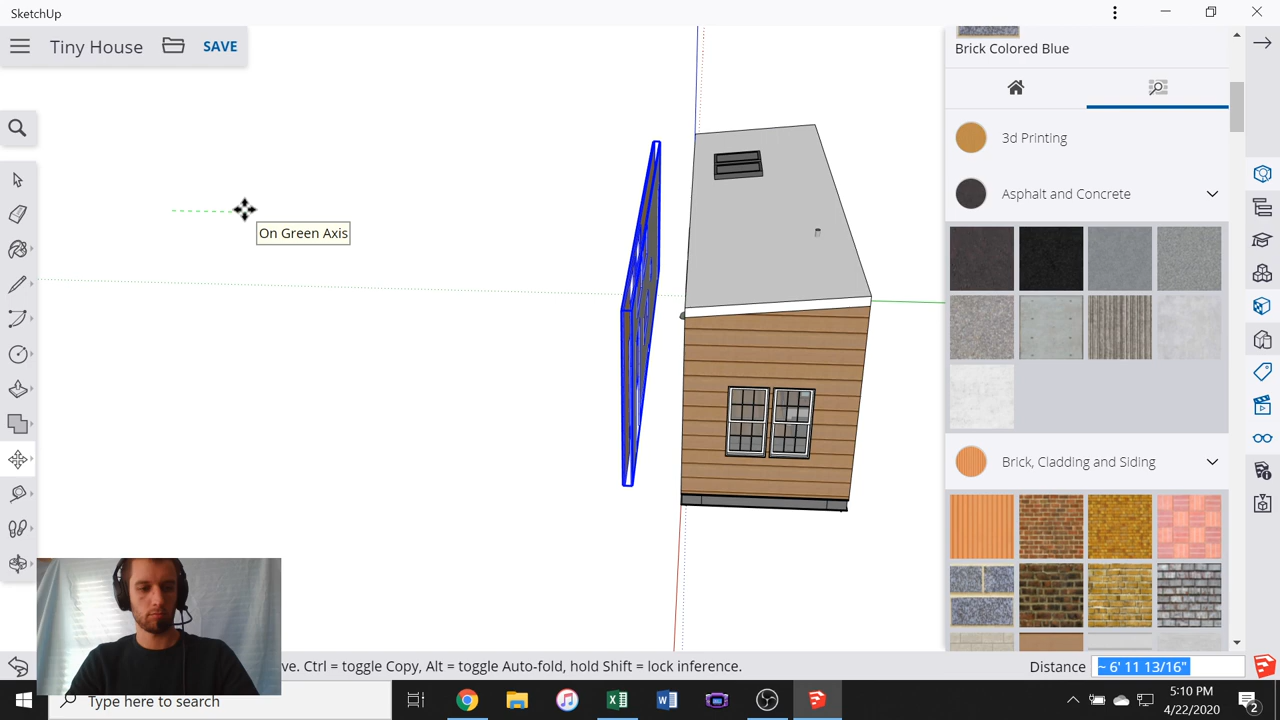 SketchUp
Tiny House
SAVE
Brick Colored Blue
3d Printing
Asphalt and Concrete
On Green Axis
Brick, Cladding and Siding
ve. Ctrl = toggle Copy, Alt = toggle Auto-fold, hold Shift = lock inference.
Distance
~ 6' 11 13/16"
Type here to search
5:10 PM
4/22/2020
2